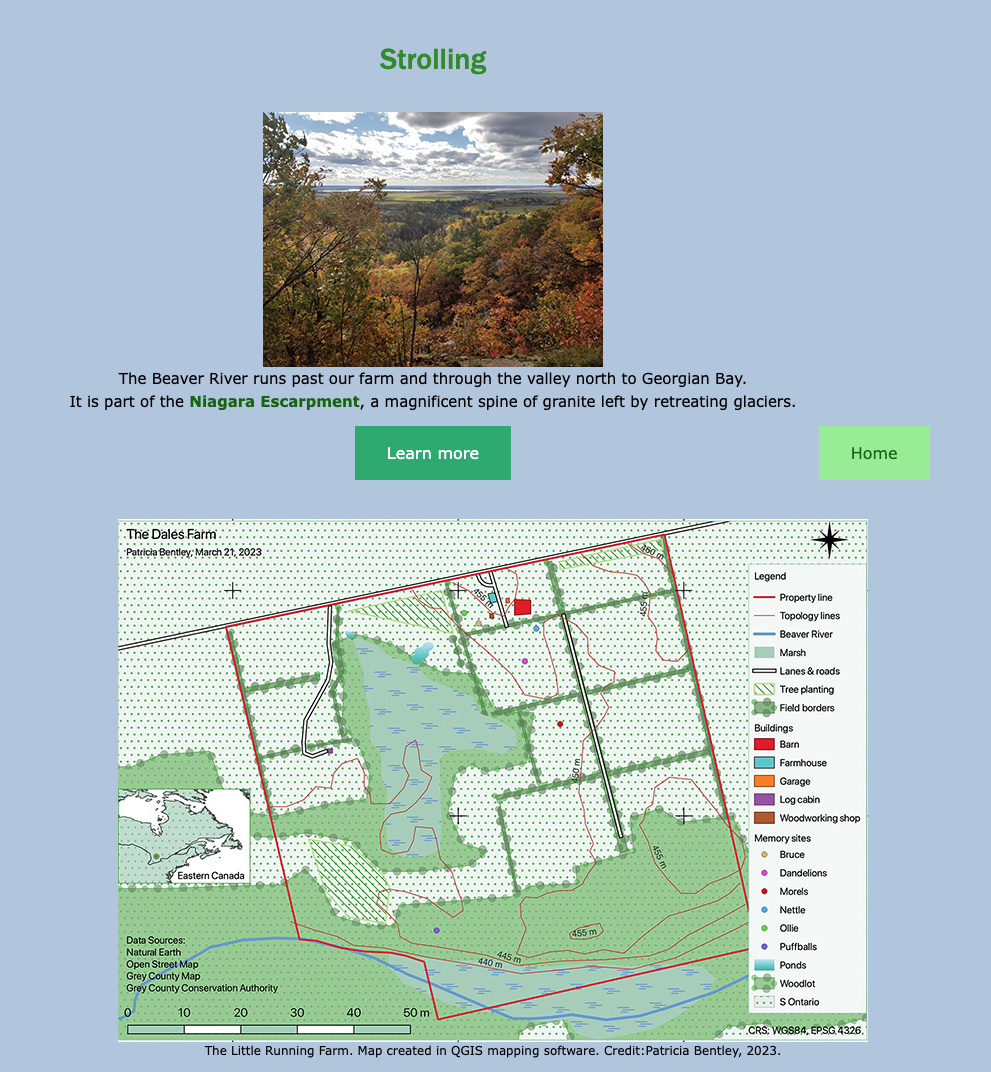 Strolling
The Beaver River runs past our farm and through the valley north to Georgian Bay.
It is part of the Niagara Escarpment, a magnificent spine of granite left by retreating glaciers.
Learn more
Home
The Dales Farm
Patricia Bentley, March 21, 2023
460 m
455 m
455 m
450 m
455 m
455 m
445 m
440 m
Legend
Property line
Topology lines
Beaver River
Marsh
Lanes & roads
Tree planting
Field borders
Buildings
Barn
Farmhouse
Garage
Log cabin
Woodworking shop
Memory sites
Bruce
Dandelions
Morels
Nettle
Ollie
Puffballs
Ponds
Woodlot
S Ontario
Eastern Canada
Data Sources:
Natural Earth
Open Street Map
Grey County Map
Grey County Conservation Authority
0 10 20 30 40 50 m
CRS: WGS84, EPSG 4326
The Little Running Farm. Map created in QGIS mapping software. Credit:Patricia Bentley, 2023.